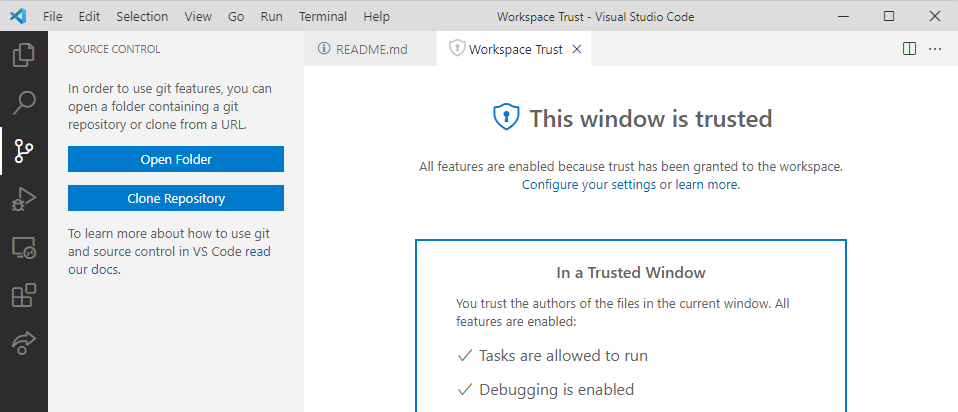 File Edit Selection View Go Run Terminal Help Workspace Trust - Visual Studio Code
SOURCE CONTROL
In order to use git features, you can
open a folder containing a git
repository or clone from a URL.
Open Folder
Clone Repository
To learn more about how to use git
and source control in VS Code read
our docs.
README.md Workspace Trust
This window is trusted
All features are enabled because trust has been granted to the workspace.
Configure your settings or learn more.
In a Trusted Window
You trust the authors of the files in the current window. All
features are enabled:
Tasks are allowed to run
Debugging is enabled